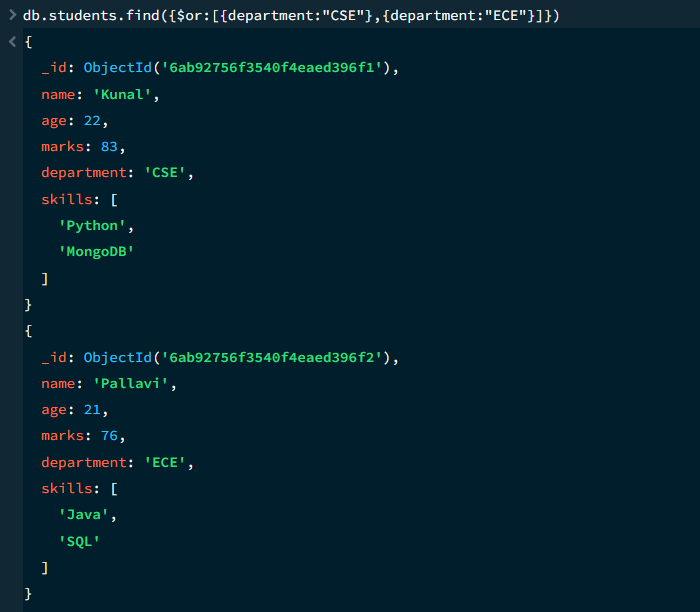 db.students.find({$or:[{department:"CSE"},{department:"ECE"}]})
{
  _id: ObjectId('6ab92756f3540f4eaed396f1'),
  name: 'Kunal',
  age: 22,
  marks: 83,
  department: 'CSE',
  skills: [
    'Python',
    'MongoDB'
  ]
}
{
  _id: ObjectId('6ab92756f3540f4eaed396f2'),
  name: 'Pallavi',
  age: 21,
  marks: 76,
  department: 'ECE',
  skills: [
    'Java',
    'SQL'
  ]
}